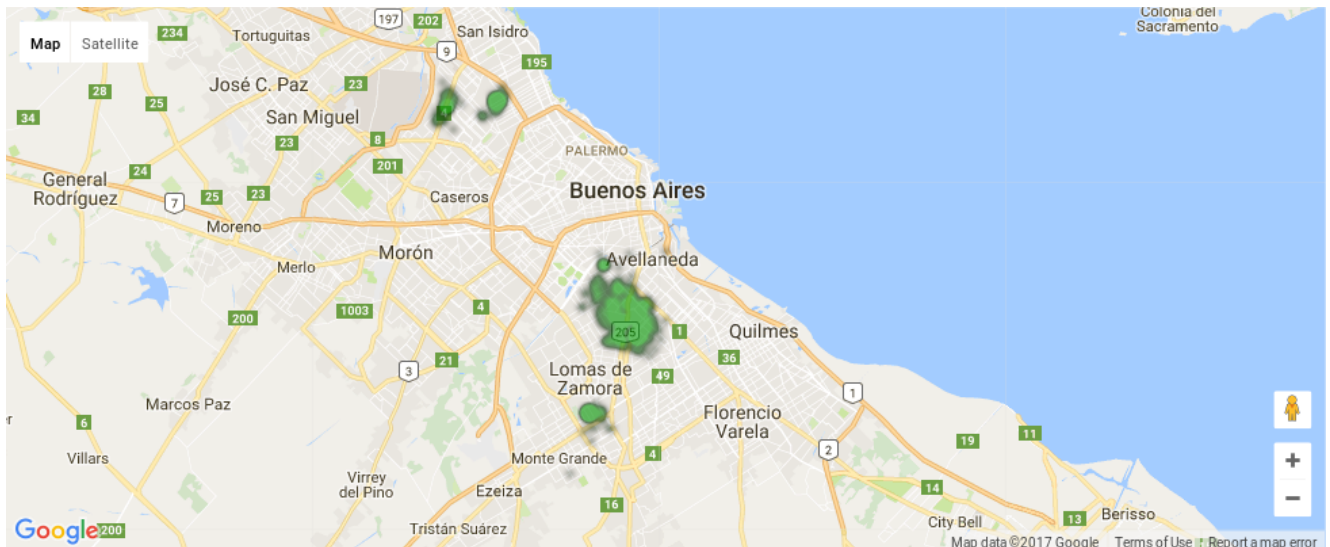 Map
Satellite
234
Tortuguitas
197
202
San Isidro
Colonia del
Sacramento
9
195
28
José C. Paz
23
25
34
San Miguel
23
4
8
PALERMO
24
201
General
Rodríguez
7
25
23
Caseros
Buenos Aires
Moreno
Morón
Merlo
Avellaneda
200
1003
4
205
1
Quilmes
36
21
3
Lomas de
Zamora
49
1
Marcos Paz
6
Florencio
Varela
2
19
11
Villars
Monte Grande
4
Virrey
del Pino
Ezeiza
14
16
13
Berisso
City Bell
Tristán Suárez
Google
200
Map data ©2017 Google
Terms of Use
Report a map error